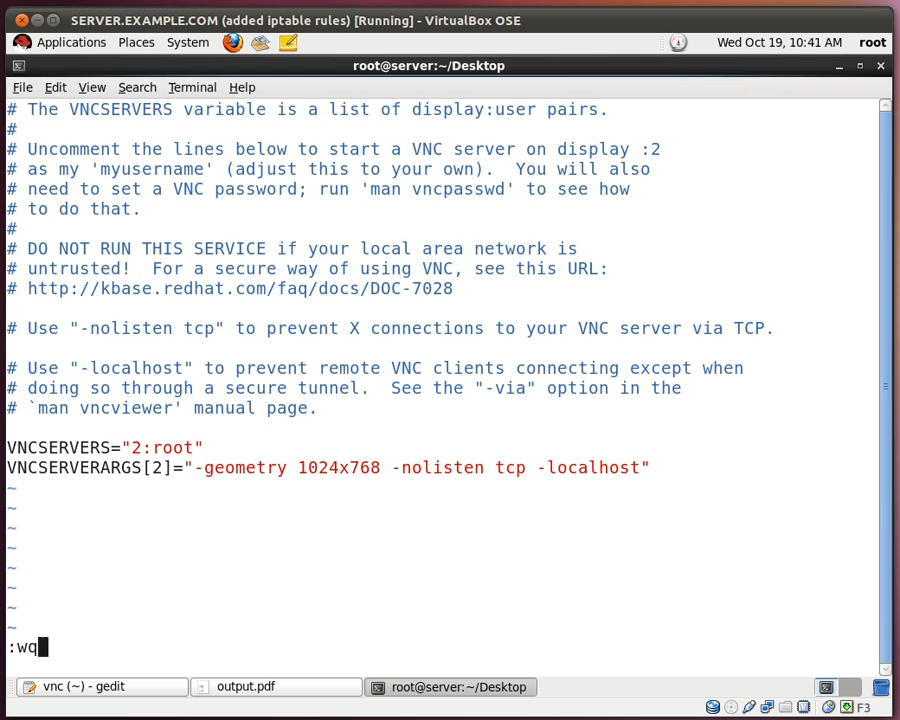 SERVER.EXAMPLE.COM (added iptable rules) [Running] - VirtualBox OSE
Applications Places System Wed Oct 19, 10:41 AM root
root@server:~/Desktop
File Edit View Search Terminal Help
# The VNCSERVERS variable is a list of display:user pairs.
#
# Uncomment the lines below to start a VNC server on display :2
# as my 'myusername' (adjust this to your own).  You will also
# need to set a VNC password; run 'man vncpasswd' to see how
# to do that.
#
# DO NOT RUN THIS SERVICE if your local area network is
# untrusted!  For a secure way of using VNC, see this URL:
# http://kbase.redhat.com/faq/docs/DOC-7028
# Use "-nolisten tcp" to prevent X connections to your VNC server via TCP.
# Use "-localhost" to prevent remote VNC clients connecting except when
# doing so through a secure tunnel.  See the "-via" option in the
# `man vncviewer' manual page.
VNCSERVERS="2:root"
VNCSERVERARGS[2]="-geometry 1024x768 -nolisten tcp -localhost"
~
~
~
~
~
~
~
~
:wq
vnc (~) - gedit output.pdf root@server:~/Desktop
F3